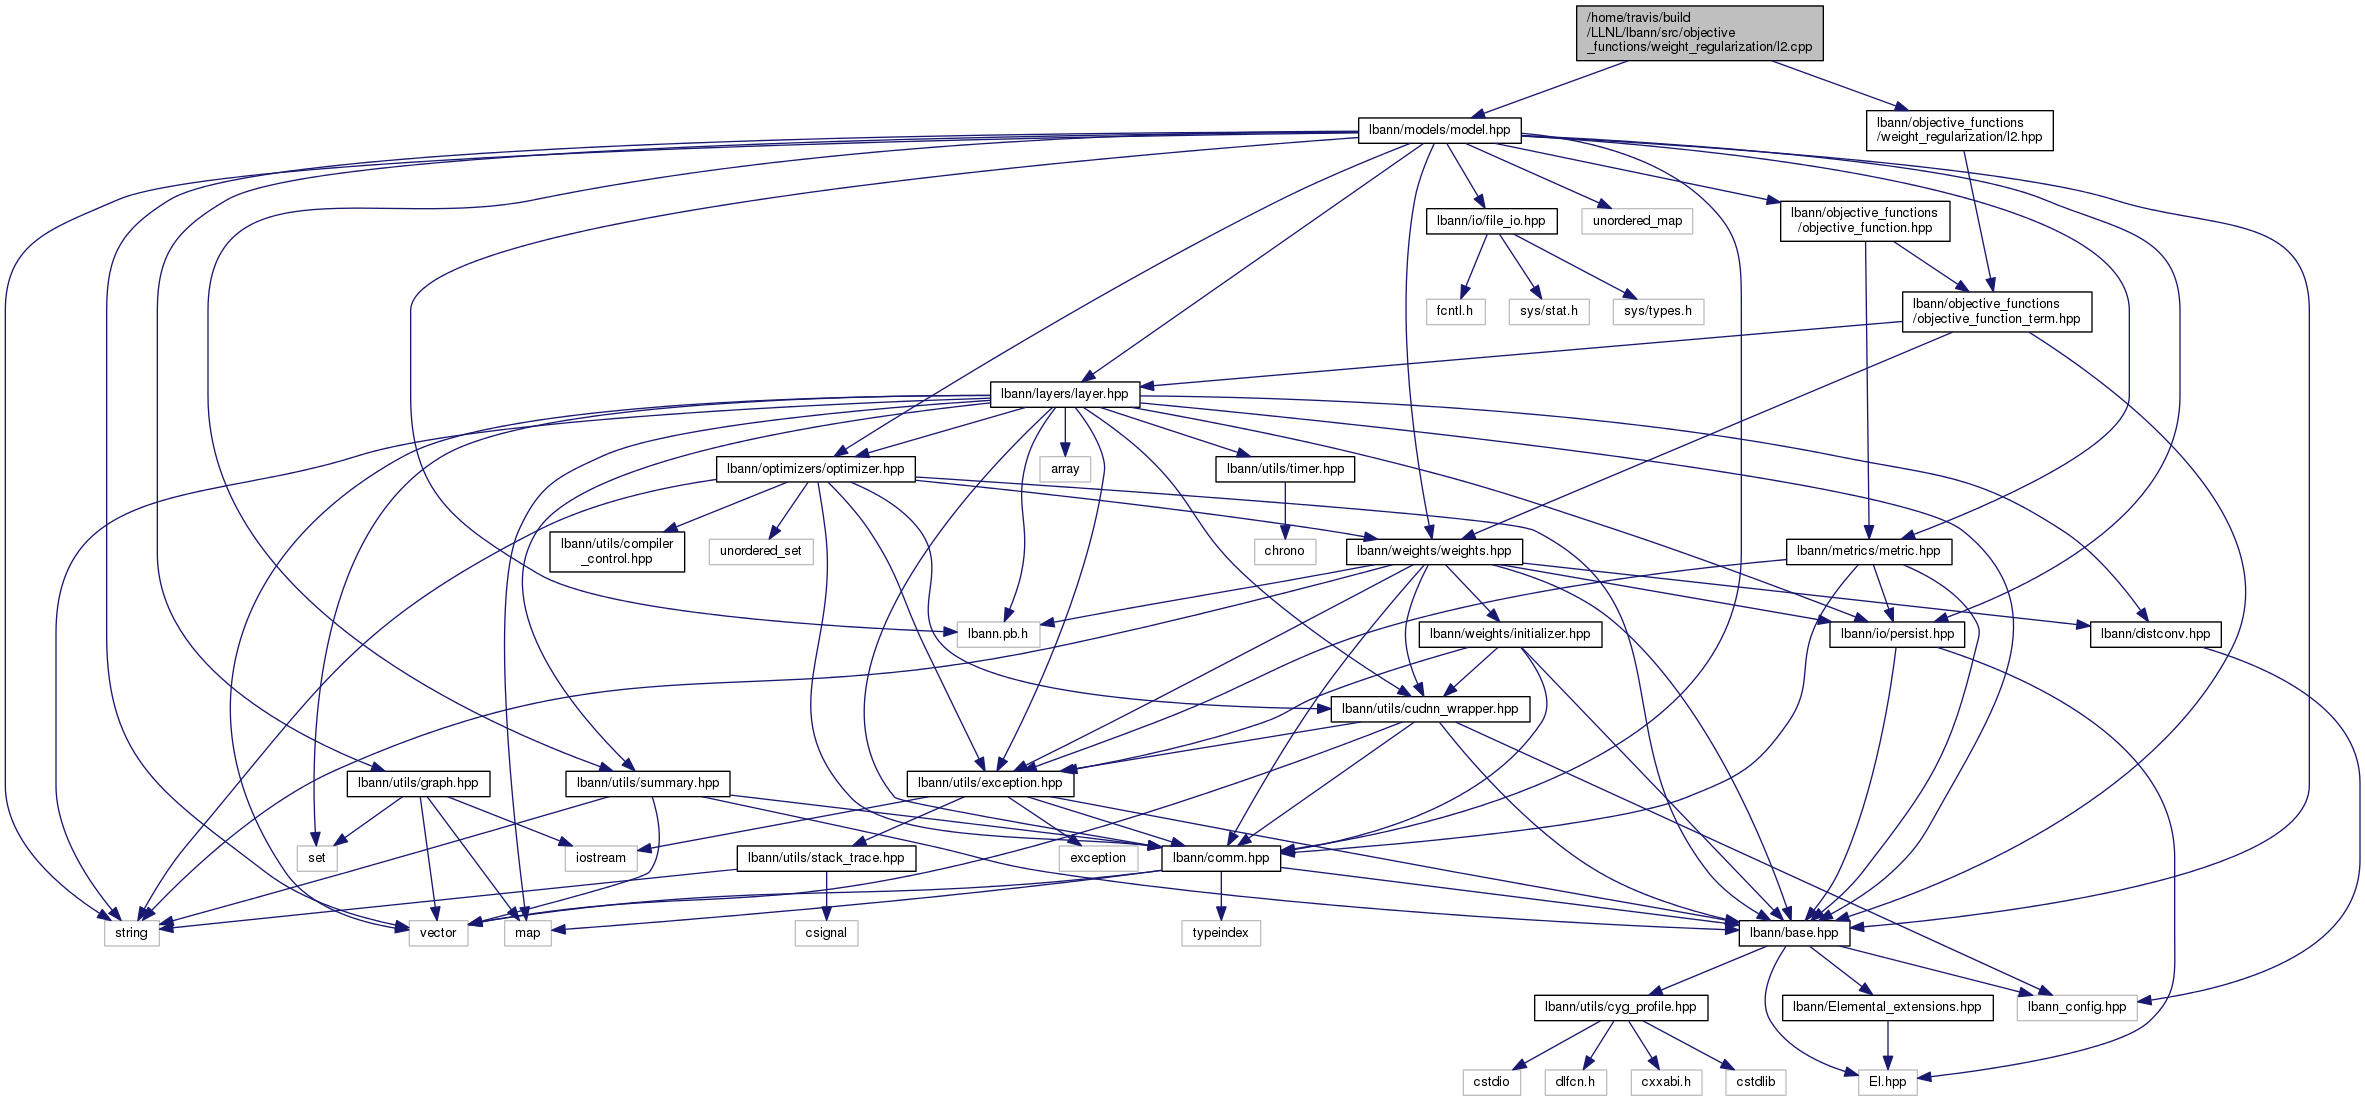 /home/travis/build
/LLNL/lbann/src/objective
_functions/weight_regularization/l2.cpp
lbann/models/model.hpp
lbann/objective_functions
/weight_regularization/l2.hpp
lbann/io/file_io.hpp
unordered_map
lbann/objective_functions
/objective_function.hpp
fcntl.h
sys/stat.h
sys/types.h
lbann/objective_functions
/objective_function_term.hpp
lbann/layers/layer.hpp
lbann/optimizers/optimizer.hpp
array
lbann/utils/timer.hpp
lbann/utils/compiler
_control.hpp
unordered_set
chrono
lbann/weights/weights.hpp
lbann/metrics/metric.hpp
lbann.pb.h
lbann/weights/initializer.hpp
lbann/io/persist.hpp
lbann/distconv.hpp
lbann/utils/cudnn_wrapper.hpp
lbann/utils/graph.hpp
lbann/utils/summary.hpp
lbann/utils/exception.hpp
set
iostream
lbann/utils/stack_trace.hpp
exception
lbann/comm.hpp
string
vector
map
csignal
typeindex
lbann/base.hpp
lbann/utils/cyg_profile.hpp
lbann/Elemental_extensions.hpp
lbann_config.hpp
cstdio
dlfcn.h
cxxabi.h
cstdlib
El.hpp